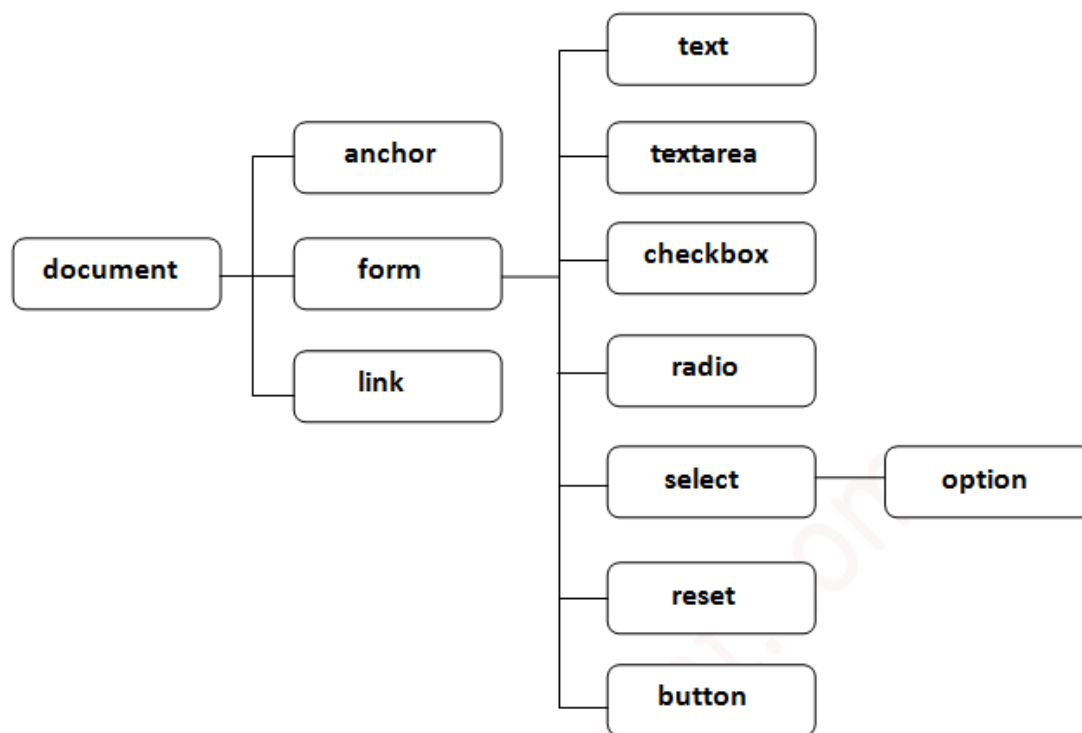 text
anchor
textarea
document
form
checkbox
link
radio
select
option
reset
button